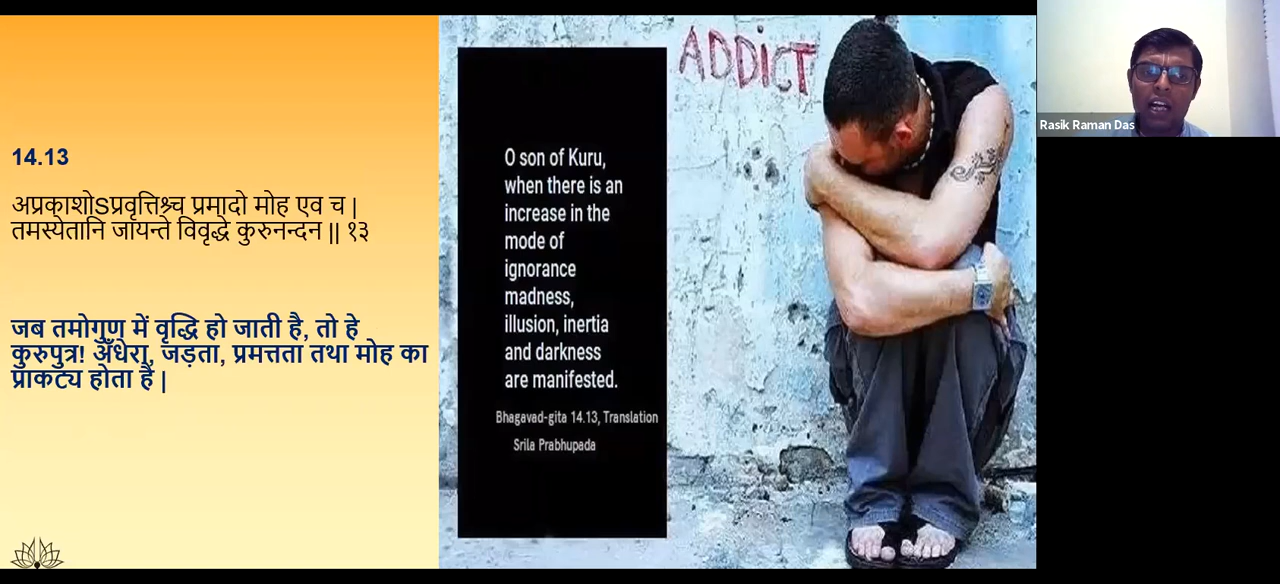 14.13
अप्रकाशोSप्रवृत्तिश्र्च प्रमादो मोह एव च |
तमस्येतानि जायन्ते विवृद्धे कुरुनन्दन || १३
जब तमोगुण में वृद्धि हो जाती है, तो हे
कुरुपुत्र! अँधेरा, जड़ता, प्रमत्तता तथा मोह का
प्राकट्य होता है |
O son of Kuru,
when there is an
increase in the
mode of
ignorance
madness,
illusion, inertia
and darkness
are manifested.
Bhagavad-gita 14.13, Translation
Srila Prabhupada
ADDiCT
Rasik Raman Das